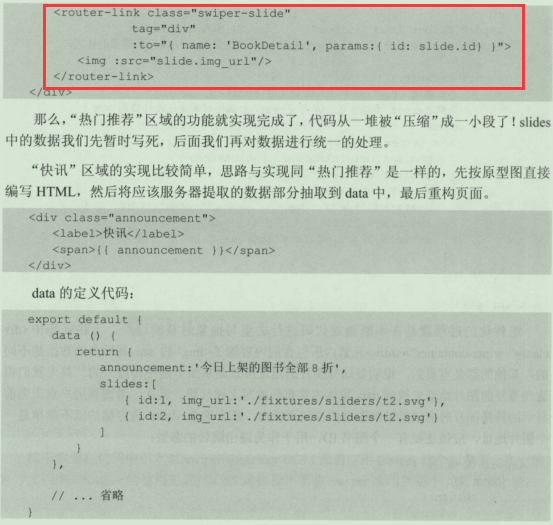 <router-link class="swiper-slide"
tag="div"
:to="{ name: 'BookDetail', params:{ id: slide.id} }">
<img :src="slide.img_url"/>
</router-link>
</div>
那么,“热门推荐”区域的功能就实现完成了,代码从一堆被“压缩”成一小段了!slides
中的数据我们先暂时写死,后面我们再对数据进行统一的处理。
“快讯”区域的实现比较简单,思路与实现同“热门推荐”是一样的,先按原型图直接
编写 HTML,然后将应该服务器提取的数据部分抽取到 data 中,最后重构页面。
<div class="announcement">
<label>快讯</label>
<span>{{ announcement }}</span>
</div>
data 的定义代码:
export default {
data () {
return {
announcement:'今日上架的图书全部 8 折',
slides:[
{ id:1, img_url:'./fixtures/sliders/t2.svg'},
{ id:2, img_url:'./fixtures/sliders/t2.svg'}
]
}
},
// ... 省略
}